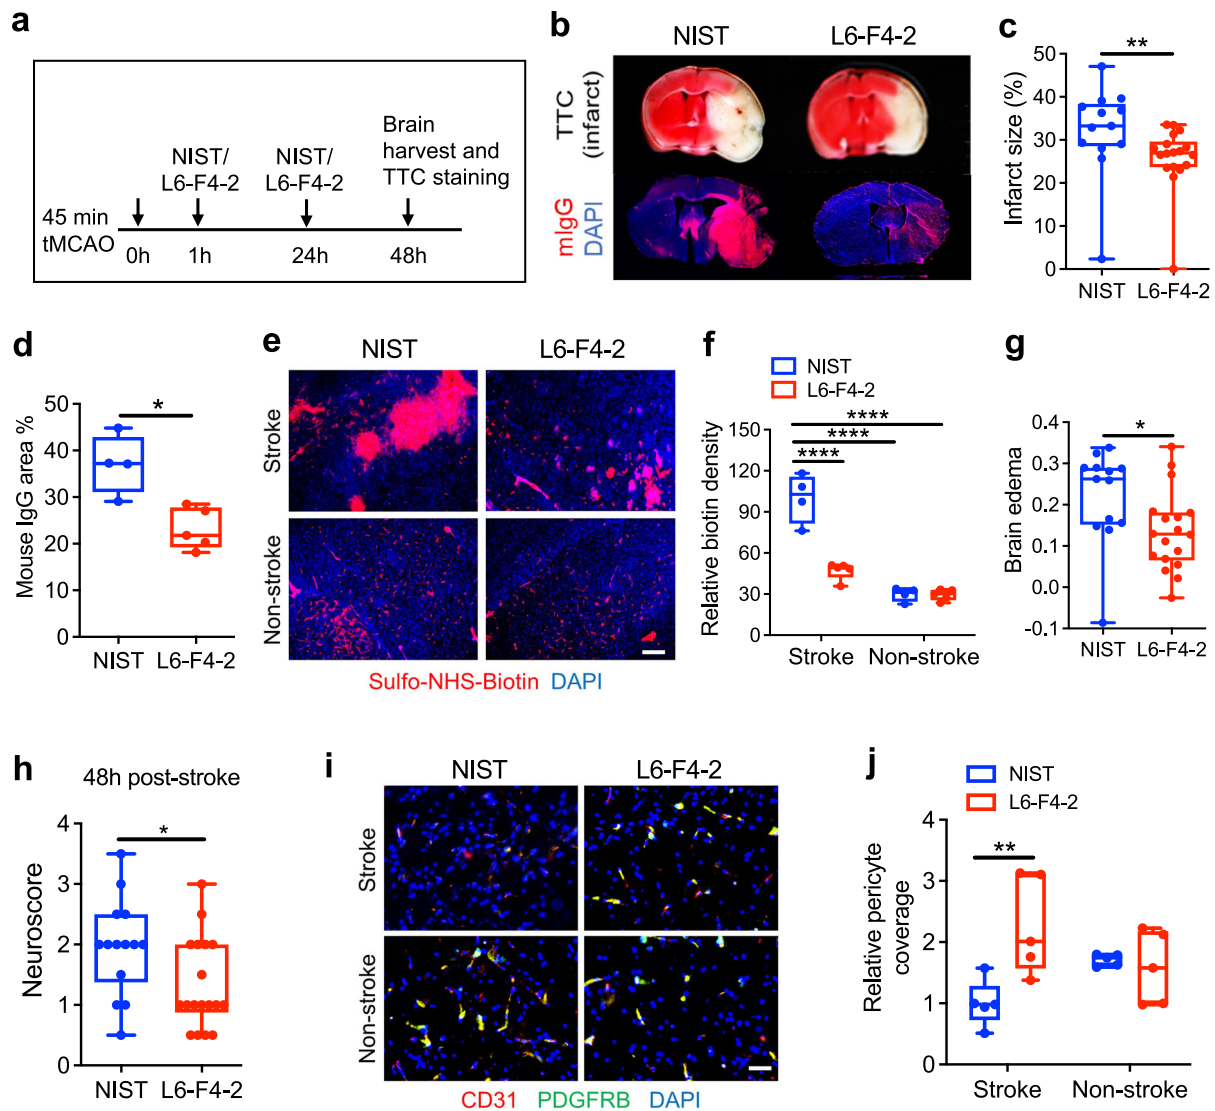 a
45 min
tMCAO
NIST/
L6-F4-2
NIST/
L6-F4-2
Brain
harvest and
TTC staining
0h
1h
24h
48h
b
NIST
L6-F4-2
TTC
(infarct)
mIgG
DAPI
c
**
Infarct size (%)
50
40
30
20
10
0
NIST
L6-F4-2
d
*
Mouse IgG area %
50
40
30
20
10
0
NIST
L6-F4-2
e
NIST
L6-F4-2
Stroke
Non-stroke
Sulfo-NHS-Biotin DAPI
f
NIST
L6-F4-2
****
****
****
Relative biotin density
150
120
90
60
30
0
Stroke
Non-stroke
g
*
Brain edema
0.4
0.3
0.2
0.1
0.0
-0.1
NIST
L6-F4-2
h
48h post-stroke
*
Neuroscore
4
3
2
1
0
NIST
L6-F4-2
i
NIST
L6-F4-2
Stroke
Non-stroke
CD31 PDGFRB DAPI
j
NIST
L6-F4-2
**
Relative pericyte
coverage
4
3
2
1
0
Stroke
Non-stroke